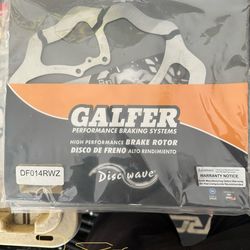 GALFER
PERFORMANCE BRAKING SYSTEMS
HIGH PERFORMANCE BRAKE ROTOR
DISCO DE FRENO ALTO RENDIMIENTO
DF014RWZ
Disc wave
WARRANTY NOTICE